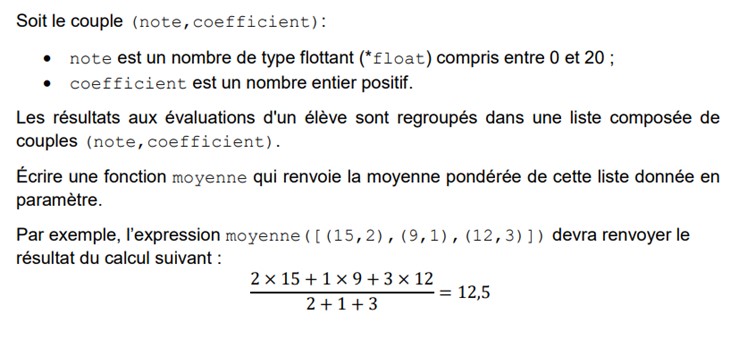 Soit le couple (note,coefficient):
• note est un nombre de type flottant (*float) compris entre 0 et 20 ;
• coefficient est un nombre entier positif.
Les résultats aux évaluations d'un élève sont regroupés dans une liste composée de
couples (note,coefficient).
Écrire une fonction moyenne qui renvoie la moyenne pondérée de cette liste donnée en
paramètre.
Par exemple, l'expression moyenne([(15,2),(9,1),(12,3)]) devra renvoyer le
résultat du calcul suivant :
2 × 15 + 1 × 9 + 3 × 12
2 + 1 + 3
= 12,5